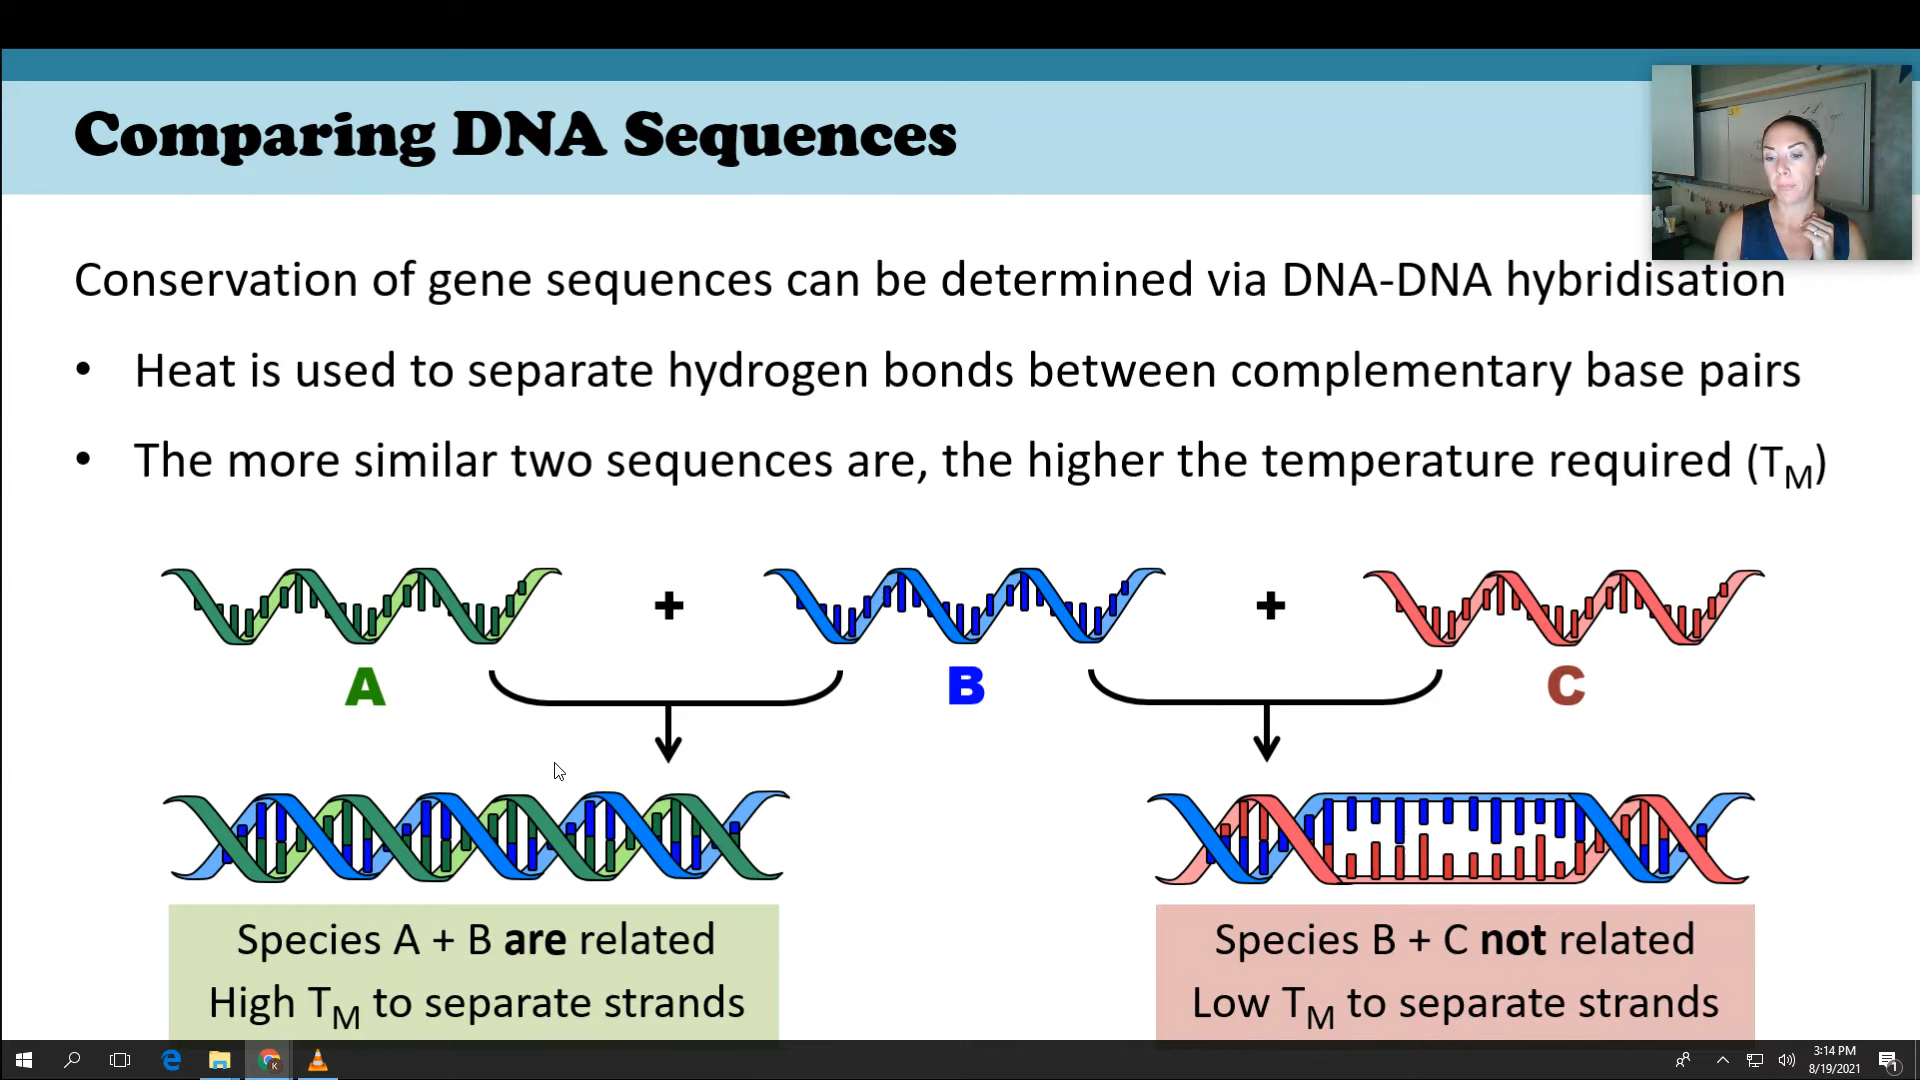 Comparing DNA Sequences
Conservation of gene sequences can be determined via DNA-DNA hybridisation
• Heat is used to separate hydrogen bonds between complementary base pairs
• The more similar two sequences are, the higher the temperature required (TM)
+ +
A B C
Species A + B are related
High TM to separate strands
Species B + C not related
Low TM to separate strands
3:14 PM
8/19/2021
1